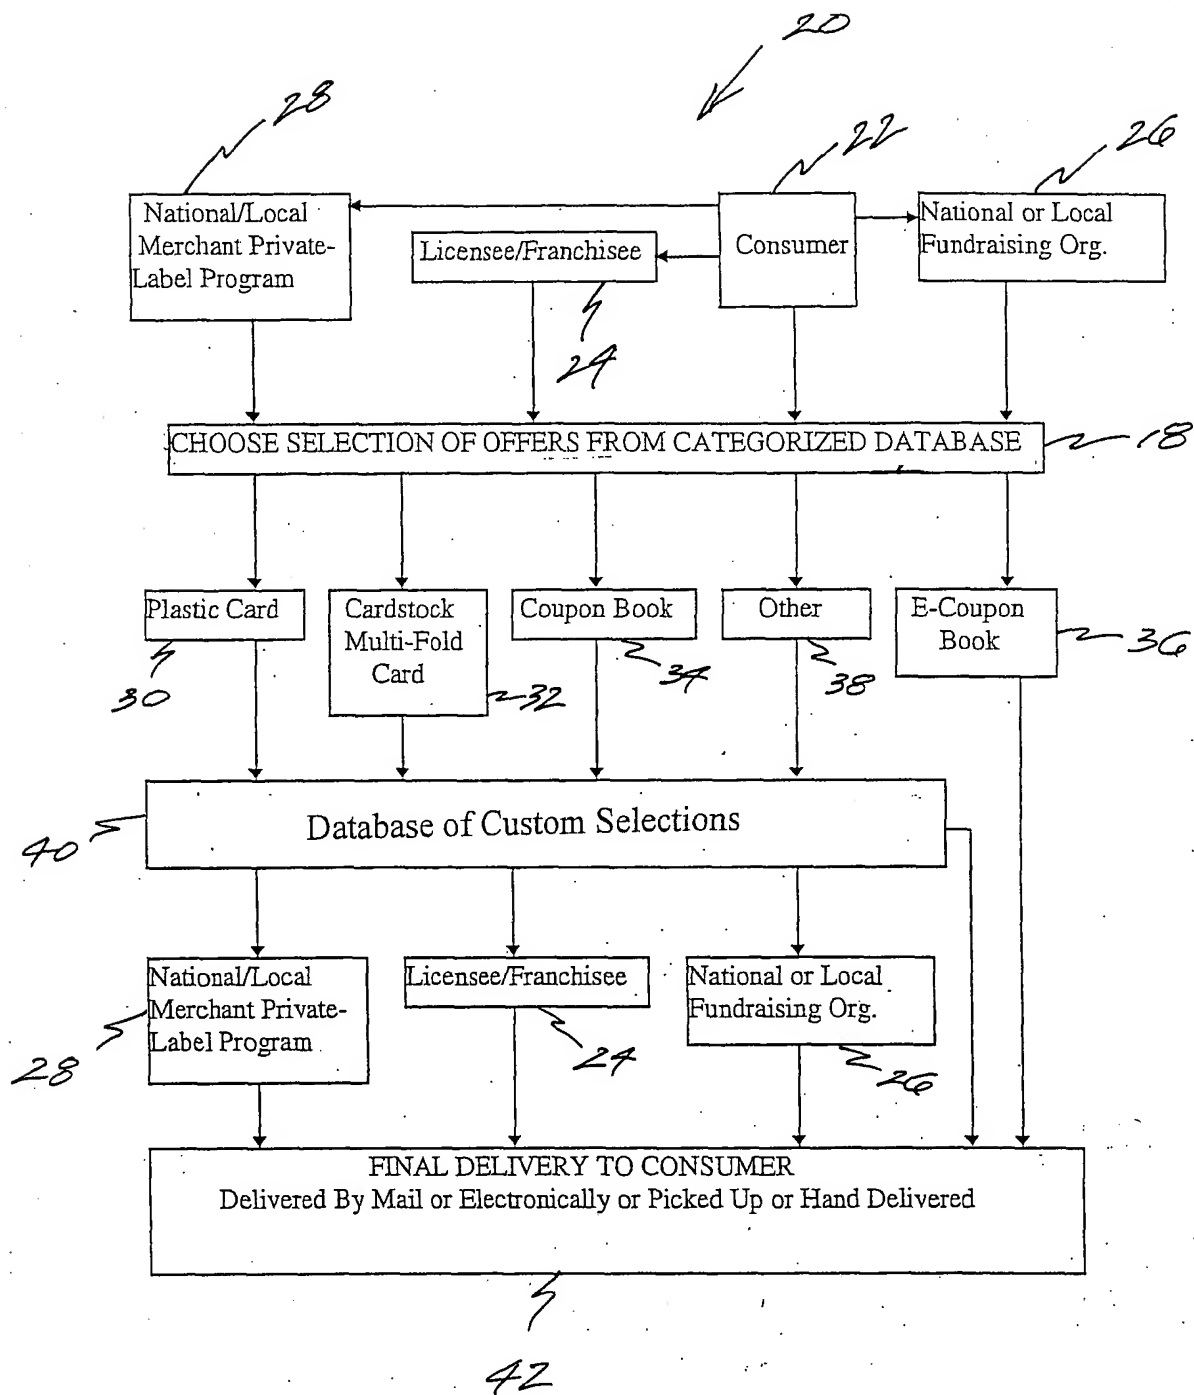 20
28
22
26
National/Local
Merchant Private-
Label Program
Licensee/Franchisee
Consumer
National or Local
Fundraising Org.
24
CHOOSE SELECTION OF OFFERS FROM CATEGORIZED DATABASE
18
Plastic Card
Cardstock
Multi-Fold
Card
Coupon Book
Other
E-Coupon
Book
30
32
34
38
36
Database of Custom Selections
40
National/Local
Merchant Private-
Label Program
Licensee/Franchisee
National or Local
Fundraising Org.
28
24
26
FINAL DELIVERY TO CONSUMER
Delivered By Mail or Electronically or Picked Up or Hand Delivered
42